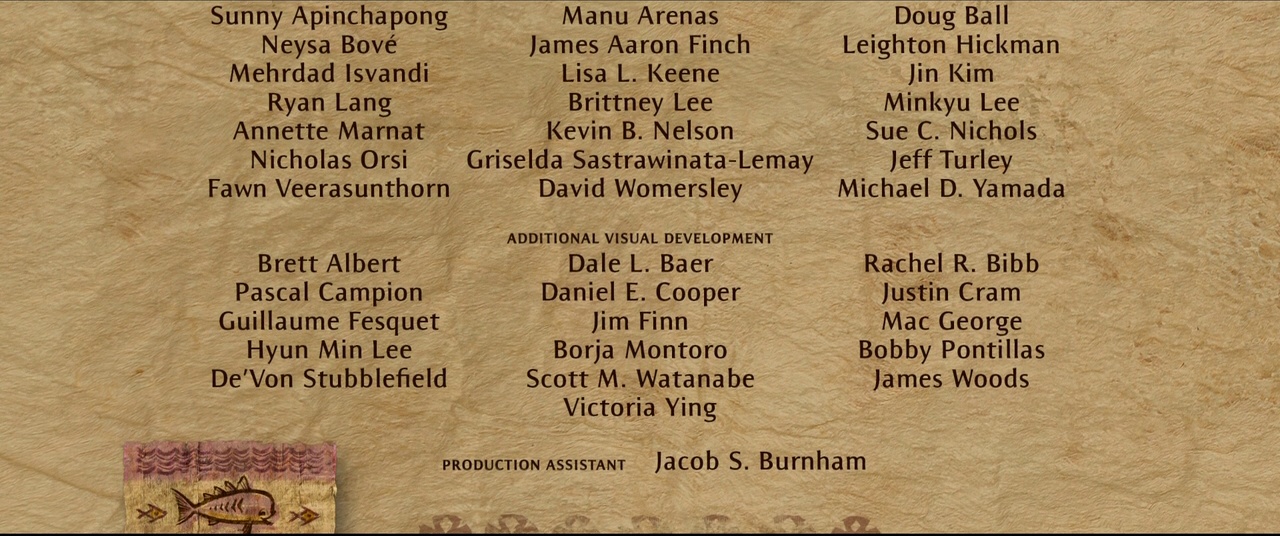 Sunny Apinchapong Manu Arenas Doug Ball
Neysa Bové James Aaron Finch Leighton Hickman
Mehrdad Isvandi Lisa L. Keene Jin Kim
Ryan Lang Brittney Lee Minkyu Lee
Annette Marnat Kevin B. Nelson Sue C. Nichols
Nicholas Orsi Griselda Sastrawinata-Lemay Jeff Turley
Fawn Veerasunthorn David Womersley Michael D. Yamada
ADDITIONAL VISUAL DEVELOPMENT
Brett Albert Dale L. Baer Rachel R. Bibb
Pascal Campion Daniel E. Cooper Justin Cram
Guillaume Fesquet Jim Finn Mac George
Hyun Min Lee Borja Montoro Bobby Pontillas
De'Von Stubblefield Scott M. Watanabe James Woods
Victoria Ying
PRODUCTION ASSISTANT Jacob S. Burnham